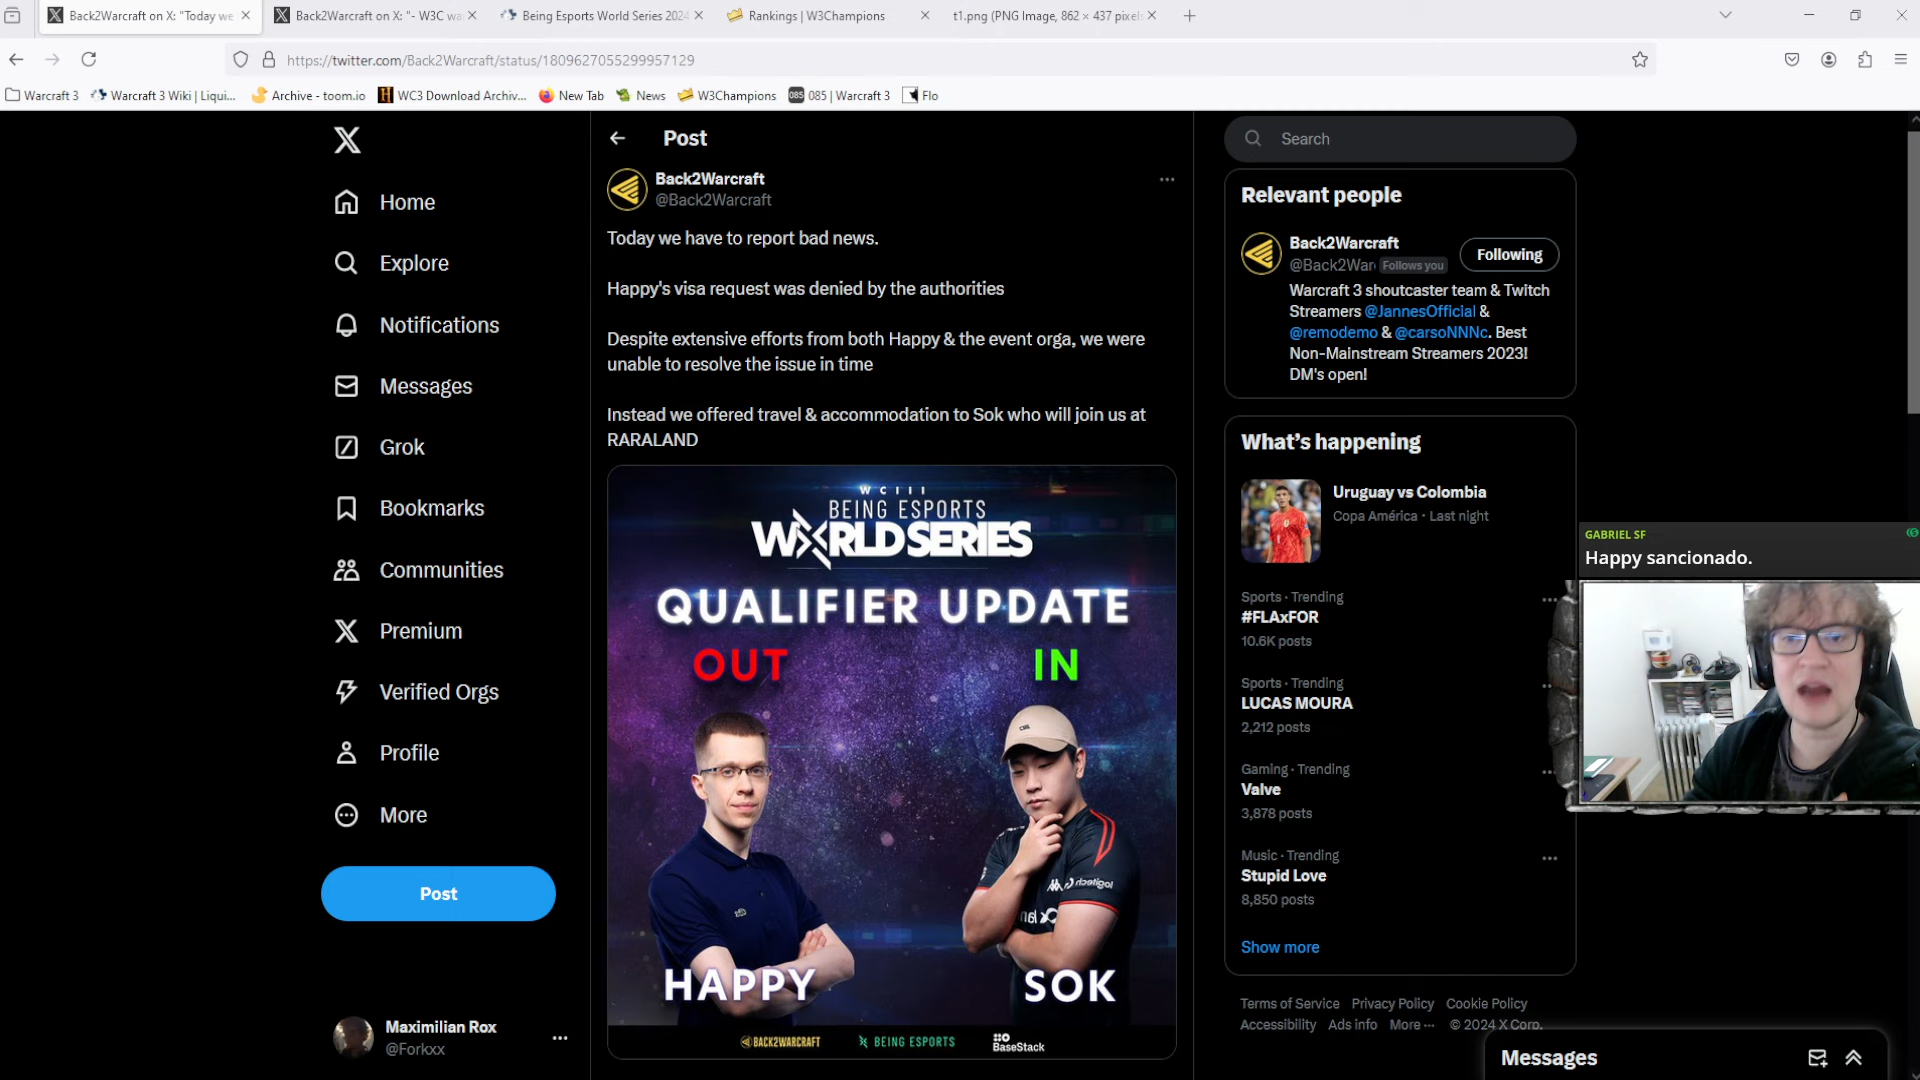 Back2Warcraft on X: "Today we
Back2Warcraft on X: "- W3C wa
Being Esports World Series 2024
Rankings | W3Champions
t1.png (PNG Image, 862 × 437 pixels
https://twitter.com/Back2Warcraft/status/1809627055299957129
Warcraft 3
Warcraft 3 Wiki | Liqui...
Archive - toom.io
WC3 Download Archiv...
New Tab
News
W3Champions
085 | Warcraft 3
Flo
Home
Explore
Notifications
Messages
Grok
Bookmarks
Communities
Premium
Verified Orgs
Profile
More
Post
Maximilian Rox
@Forkxx
Post
Back2Warcraft
@Back2Warcraft
Today we have to report bad news.
Happy's visa request was denied by the authorities
Despite extensive efforts from both Happy & the event orga, we were
unable to resolve the issue in time
Instead we offered travel & accommodation to Sok who will join us at
RARALAND
WCIII
BEING ESPORTS
WORLD SERIES
QUALIFIER UPDATE
OUT
IN
HAPPY
SOK
BACK2WARCRAFT
BEING ESPORTS
BaseStack
Search
Relevant people
Back2Warcraft
@Back2War
Follows you
Following
Warcraft 3 shoutcaster team & Twitch
Streamers @JannesOfficial &
@remodemo & @carsoNNNc. Best
Non-Mainstream Streamers 2023!
DM's open!
What's happening
Uruguay vs Colombia
Copa América · Last night
Sports · Trending
#FLAxFOR
10.6K posts
Sports · Trending
LUCAS MOURA
2,212 posts
Gaming · Trending
Valve
3,878 posts
Music · Trending
Stupid Love
8,850 posts
Show more
Terms of Service Privacy Policy Cookie Policy
Accessibility Ads info More ··· © 2024 X Corp.
Messages
GABRIEL SF
Happy sancionado.